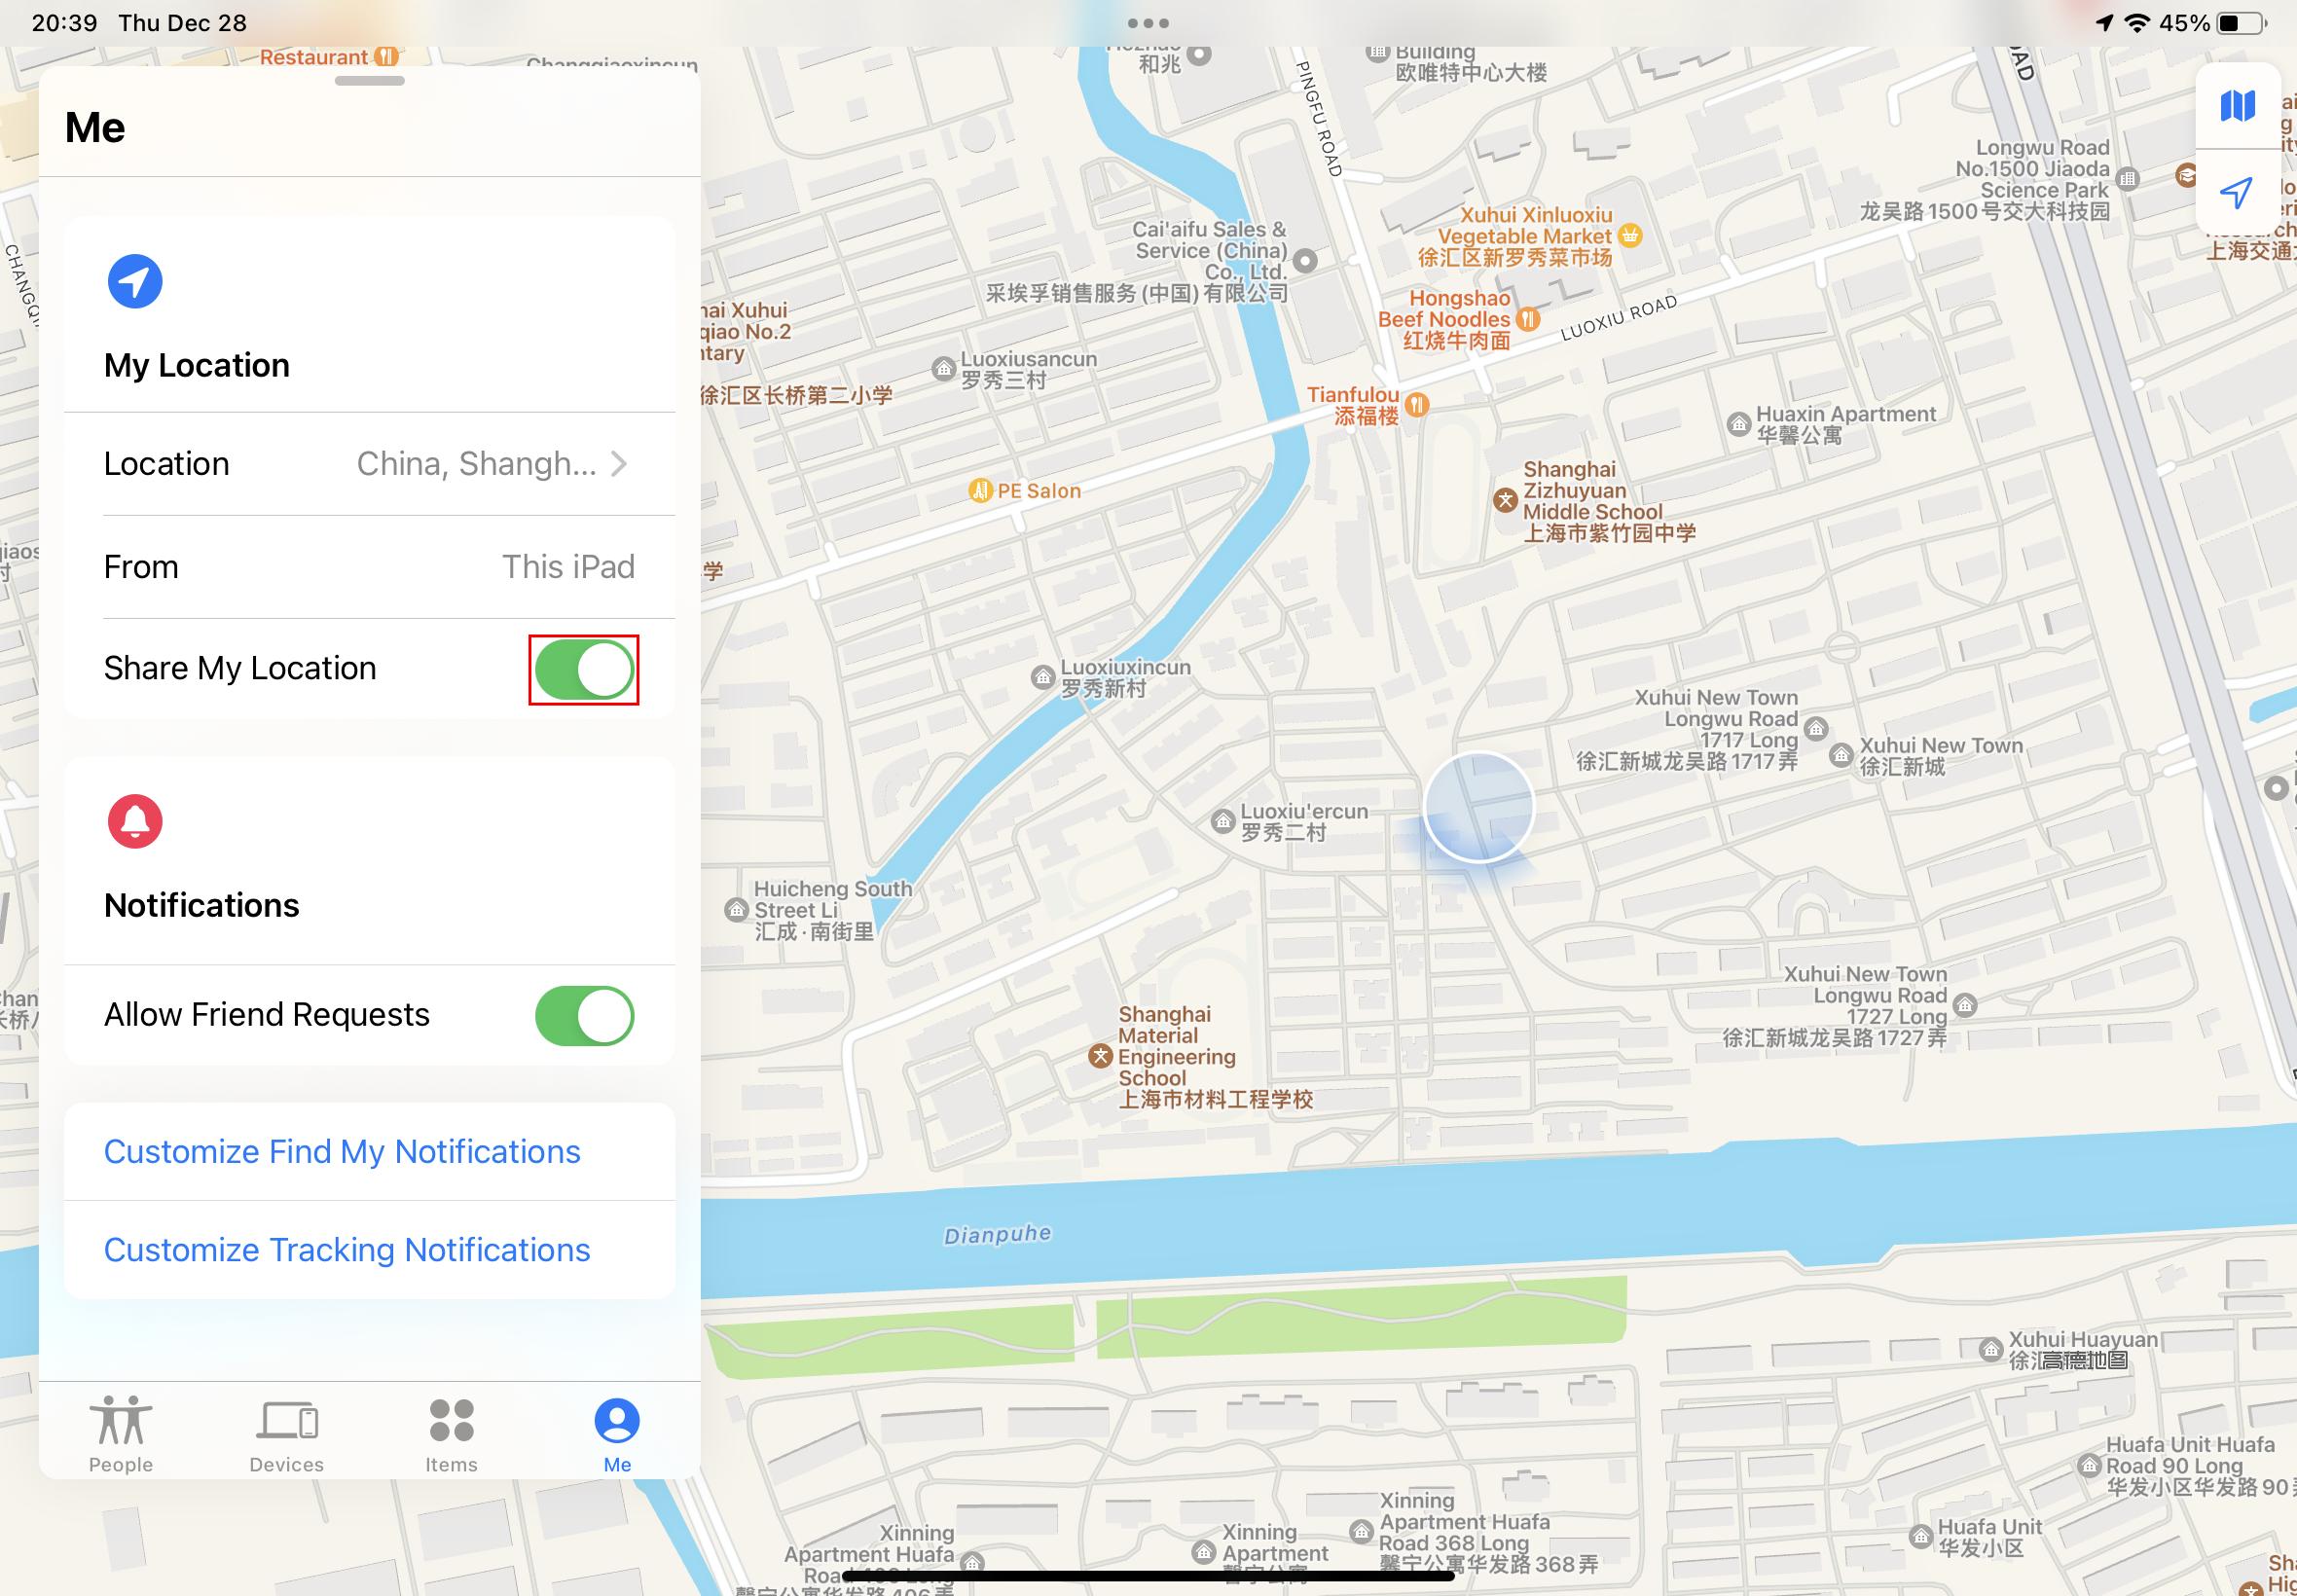 20:39 Thu Dec 28
45%
Restaurant
Me
My Location
Location China, Shangh...
From This iPad
Share My Location
Notifications
Allow Friend Requests
Customize Find My Notifications
Customize Tracking Notifications
People
Devices
Items
Me
和兆
Building
欧唯特中心大楼
PINGFU ROAD
Longwu Road
No.1500 Jiaoda
Science Park
龙吴路1500号交大科技园
Cai'aifu Sales &
Service (China)
Co., Ltd.
采埃孚销售服务(中国)有限公司
Xuhui Xinluoxiu
Vegetable Market
徐汇区新罗秀菜市场
Hongshao
Beef Noodles
红烧牛肉面
LUOXIU ROAD
Xuhui
No.2
徐汇区长桥第二小学
Luoxiusancun
罗秀三村
Tianfulou
添福楼
Huaxin Apartment
华馨公寓
PE Salon
Shanghai
Zizhuyuan
Middle School
上海市紫竹园中学
Luoxiuxincun
罗秀新村
Xuhui New Town
Longwu Road
1717 Long
徐汇新城龙吴路1717弄
Xuhui New Town
徐汇新城
Luoxiu'ercun
罗秀二村
Huicheng South
Street Li
汇成·南街里
Xuhui New Town
Longwu Road
1727 Long
徐汇新城龙吴路1727弄
Shanghai
Material
Engineering
School
上海市材料工程学校
Dianpuhe
Xuhui Huayuan
高德地图
Huafa Unit Huafa
Road 90 Long
华发小区华发路90
Xinning
Apartment Huafa
Road 368 Long
馨宁公寓华发路368弄
Huafa Unit
华发小区
Xinning
Apartment
Xinning
Apartment Huafa